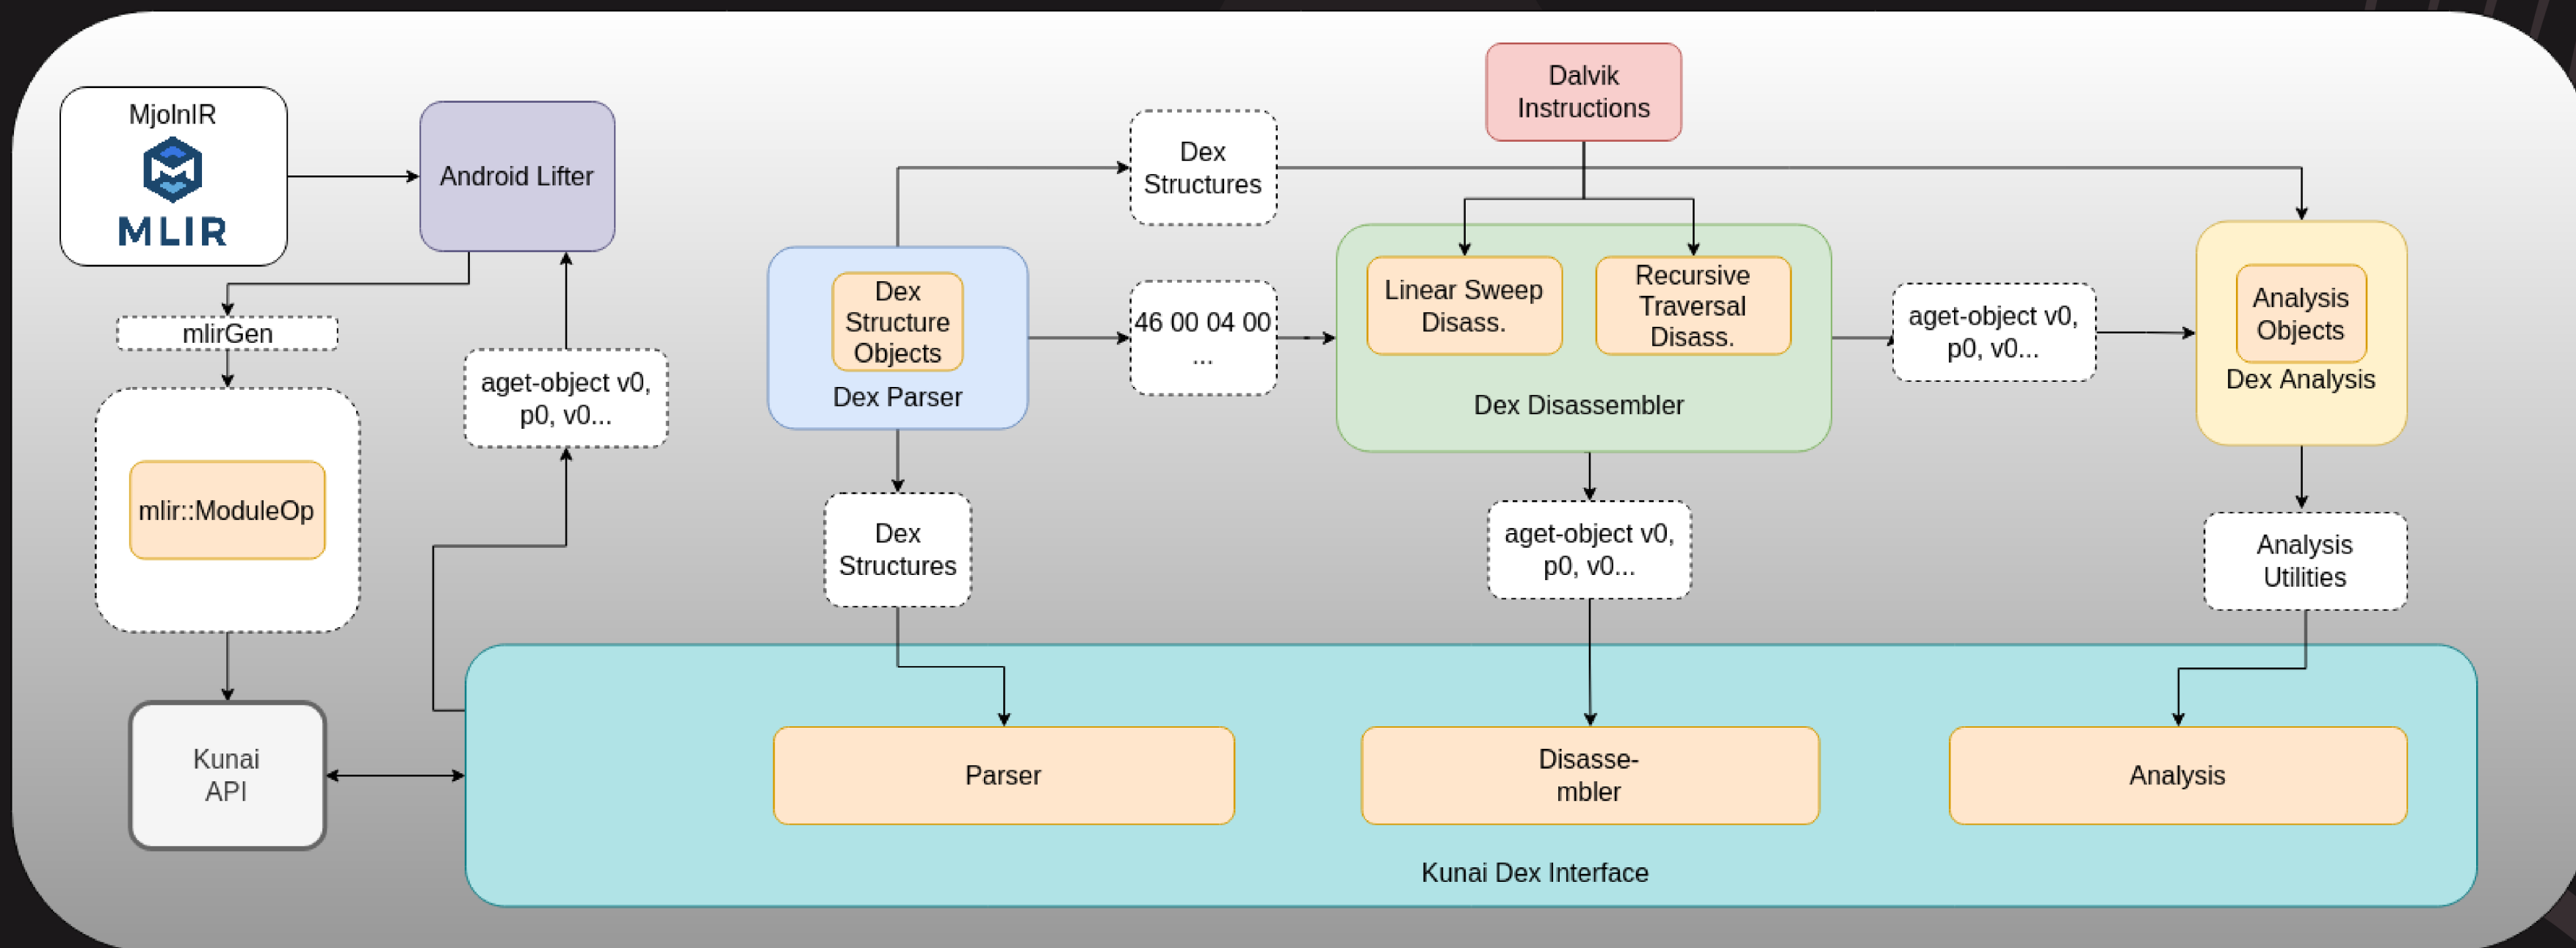 MjolnIR
MLIR
Android Lifter
mlirGen
aget-object v0,
p0, v0...
mlir::ModuleOp
Kunai
API
Dex
Structure
Objects
Dex Parser
Dex
Structures
46 00 04 00
...
Dex
Structures
Dalvik
Instructions
Linear Sweep
Disass.
Recursive
Traversal
Disass.
Dex Disassembler
aget-object v0,
p0, v0...
aget-object v0,
p0, v0...
Analysis
Objects
Dex Analysis
Analysis
Utilities
Parser
Disasse-
mbler
Analysis
Kunai Dex Interface